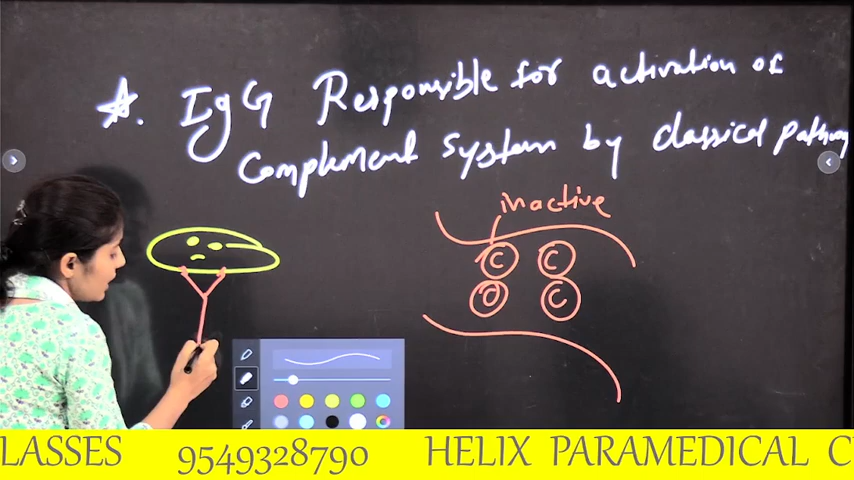 IgG Responsible for activation of
Complement System by classical pathway
inactive
C C
C C
LASSES 9549328790 HELIX PARAMEDICAL C